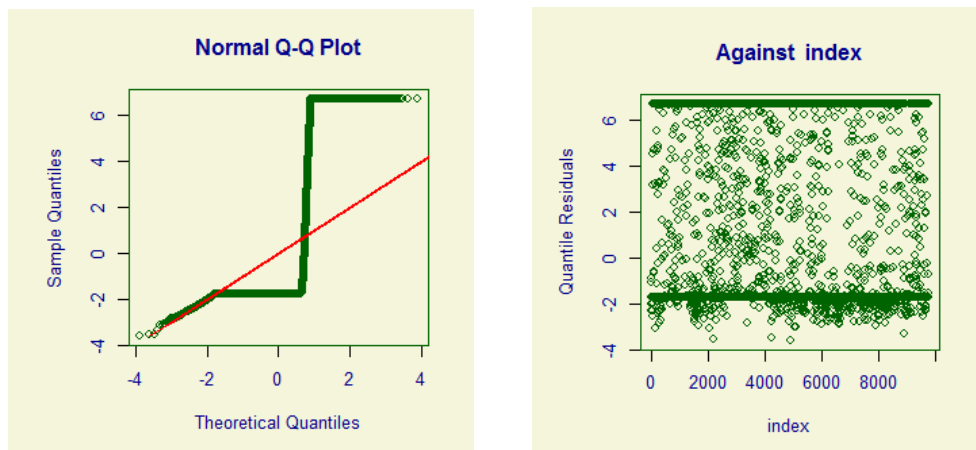 Normal Q-Q Plot
Sample Quantiles
6
4
2
0
-2
-4
-4 -2 0 2 4
Theoretical Quantiles
Against index
Quantile Residuals
6
4
2
0
-2
-4
0 2000 4000 6000 8000
index